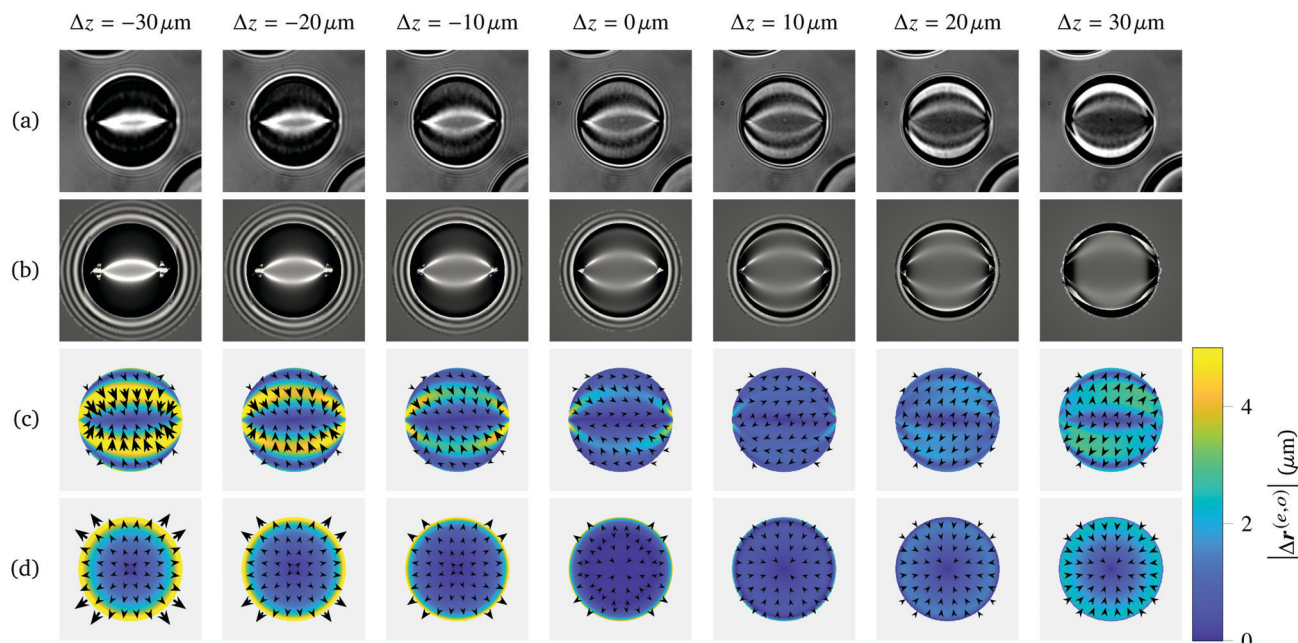 Δz = −30 μm Δz = −20 μm Δz = −10 μm Δz = 0 μm Δz = 10 μm Δz = 20 μm Δz = 30 μm
(a)
(b)
(c)
(d)
4
2
0
|Δr^(e,o)| (μm)